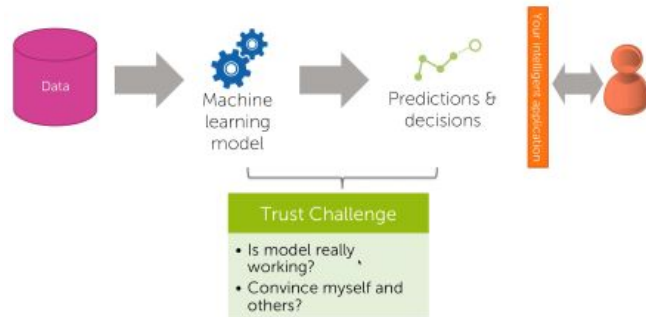 Data
Machine
learning
model
Predictions &
decisions
Your intelligent application
Trust Challenge
• Is model really
working?
• Convince myself and
others?